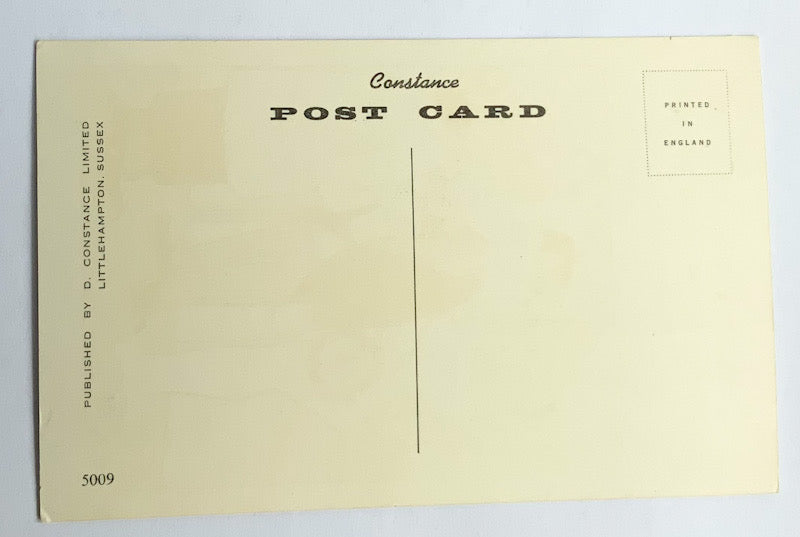 Constance
POST CARD
PRINTED
IN
ENGLAND
PUBLISHED BY D. CONSTANCE LIMITED
LITTLEHAMPTON, SUSSEX
5009